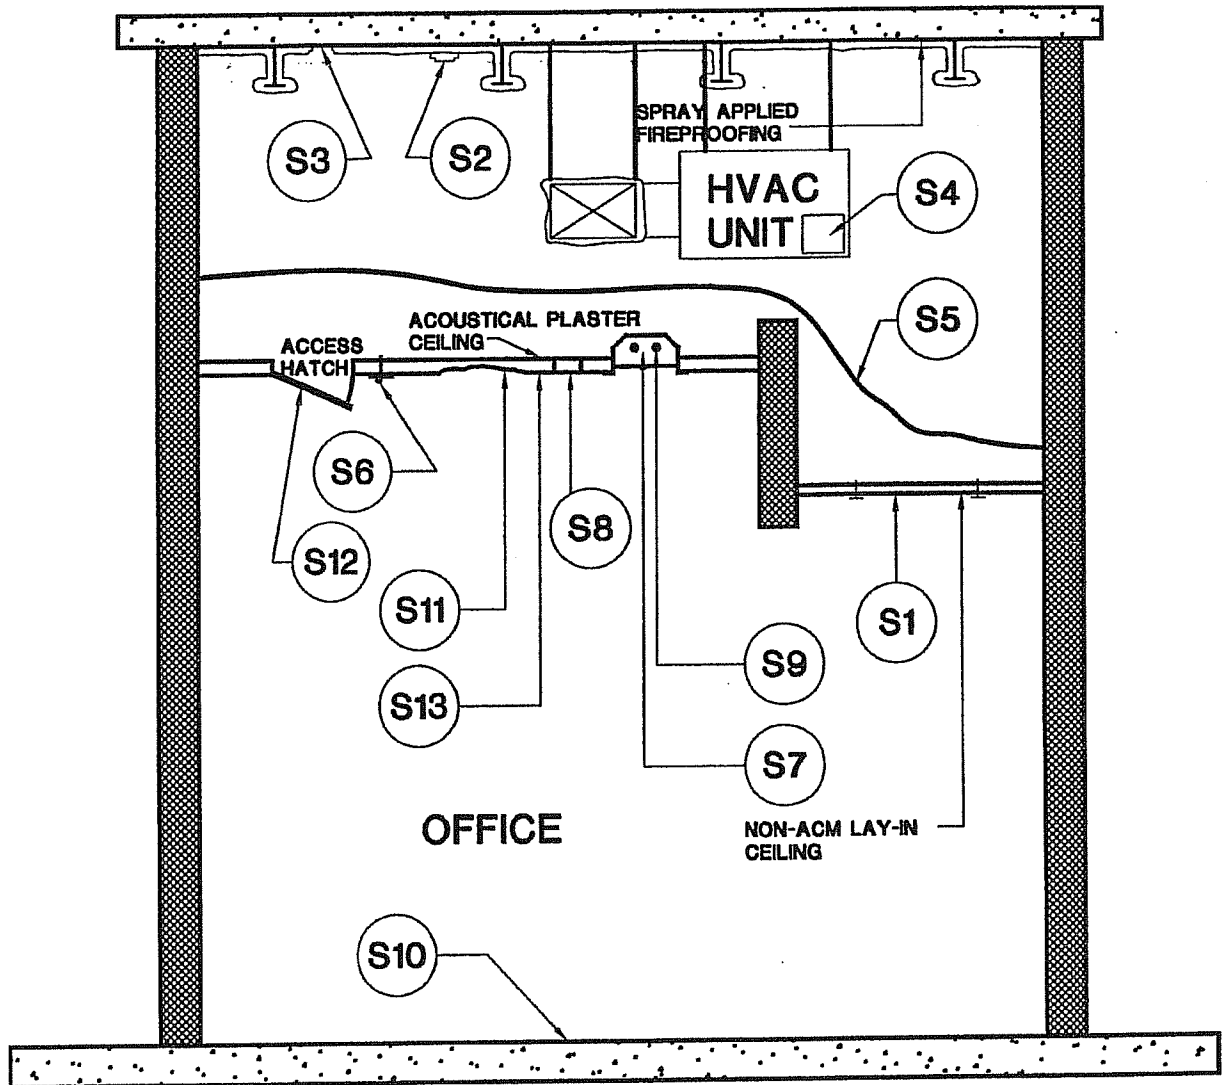 SPRAY APPLIED
FIREPROOFING
S3
S2
HVAC
UNIT
S4
S5
ACOUSTICAL PLASTER
CEILING
ACCESS
HATCH
S6
S8
S12
S11
S1
S9
S13
S7
OFFICE
NON-ACM LAY-IN
CEILING
S10